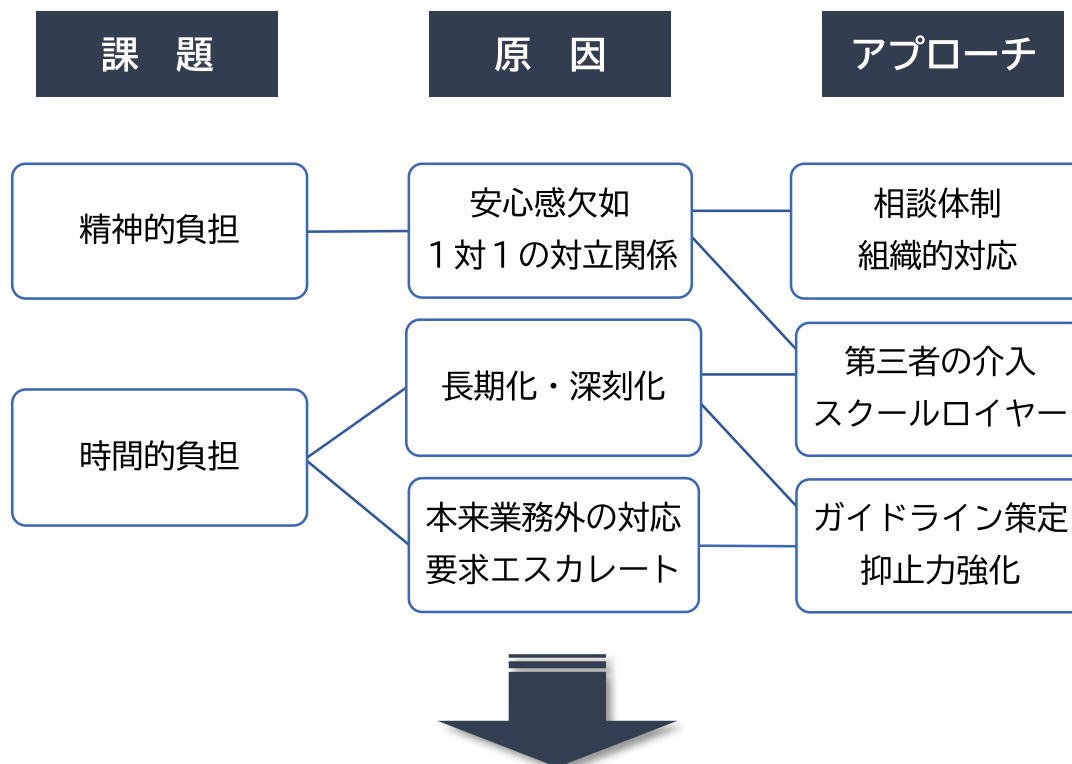 課　題
原　因
アプローチ
精神的負担
時間的負担
安心感欠如
１対１の対立関係
長期化・深刻化
本来業務外の対応
要求エスカレート
相談体制
組織的対応
第三者の介入
スクールロイヤー
ガイドライン策定
抑止力強化